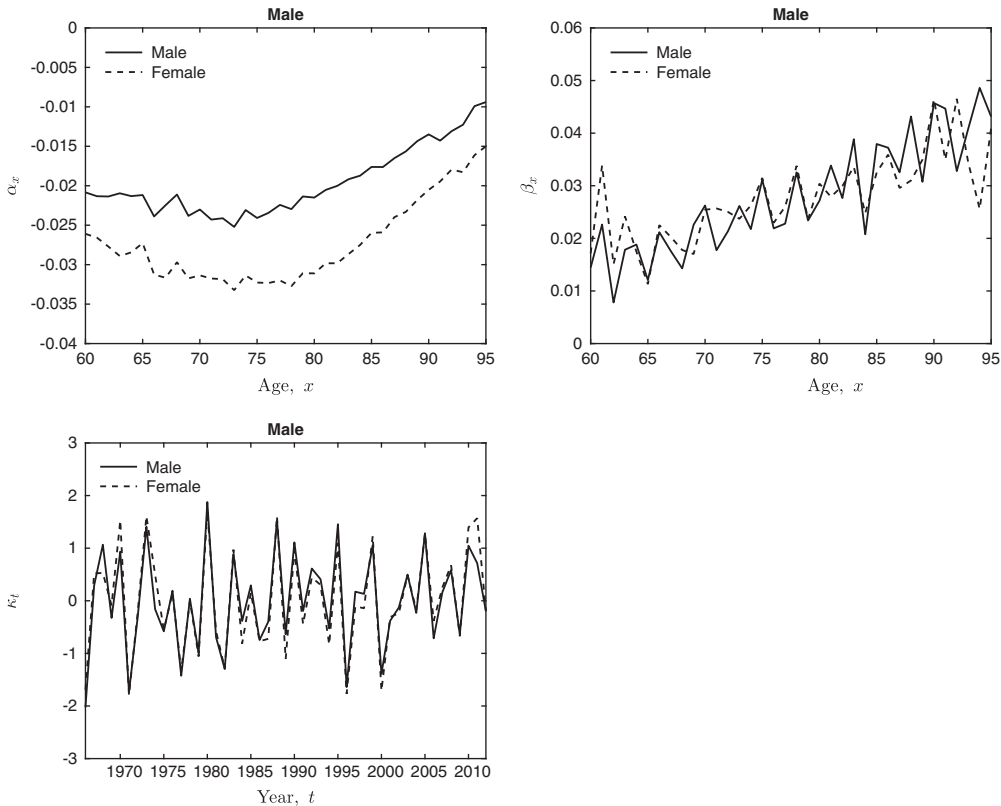 Male
0
-0.005
-0.01
-0.015
-0.02
-0.025
-0.03
-0.035
-0.04
αx
Male
Female
60 65 70 75 80 85 90 95
Age, x
Male
0.06
0.05
0.04
0.03
0.02
0.01
0
βx
Male
Female
60 65 70 75 80 85 90 95
Age, x
Male
3
2
1
0
-1
-2
-3
κt
Male
Female
1970 1975 1980 1985 1990 1995 2000 2005 2010
Year, t